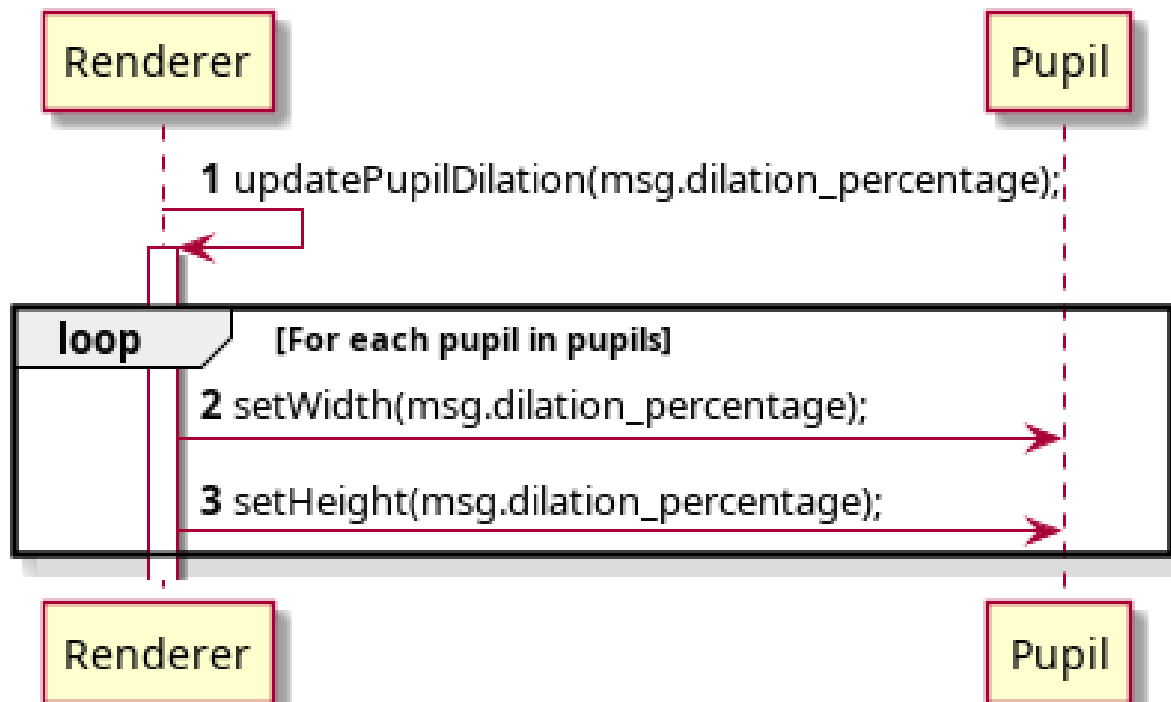 Renderer
Pupil
1 updatePupilDilation(msg.dilation_percentage);
loop [For each pupil in pupils]
2 setWidth(msg.dilation_percentage);
3 setHeight(msg.dilation_percentage);
Renderer
Pupil